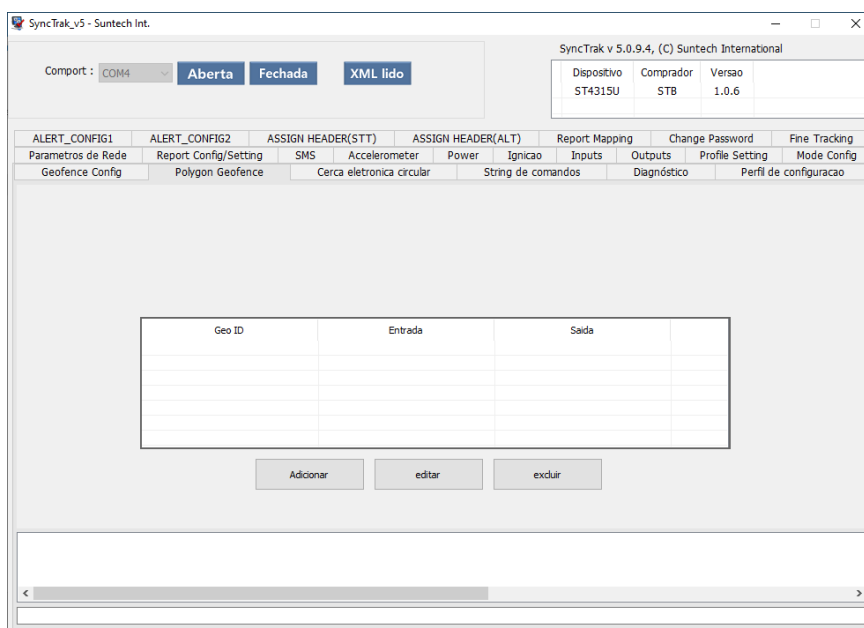 SyncTrak_v5 - Suntech Int.
SyncTrak v 5.0.9.4, (C) Suntech International
Comport : COM4 Aberta Fechada XML lido
Dispositivo Comprador Versao
ST4315U STB 1.0.6
ALERT_CONFIG1 ALERT_CONFIG2 ASSIGN HEADER(STT) ASSIGN HEADER(ALT) Report Mapping Change Password Fine Tracking
Parametros de Rede Report Config/Setting SMS Accelerometer Power Ignicao Inputs Outputs Profile Setting Mode Config
Geofence Config Polygon Geofence Cerca eletronica circular String de comandos Diagnóstico Perfil de configuracao
Geo ID Entrada Saida
Adicionar editar excluir